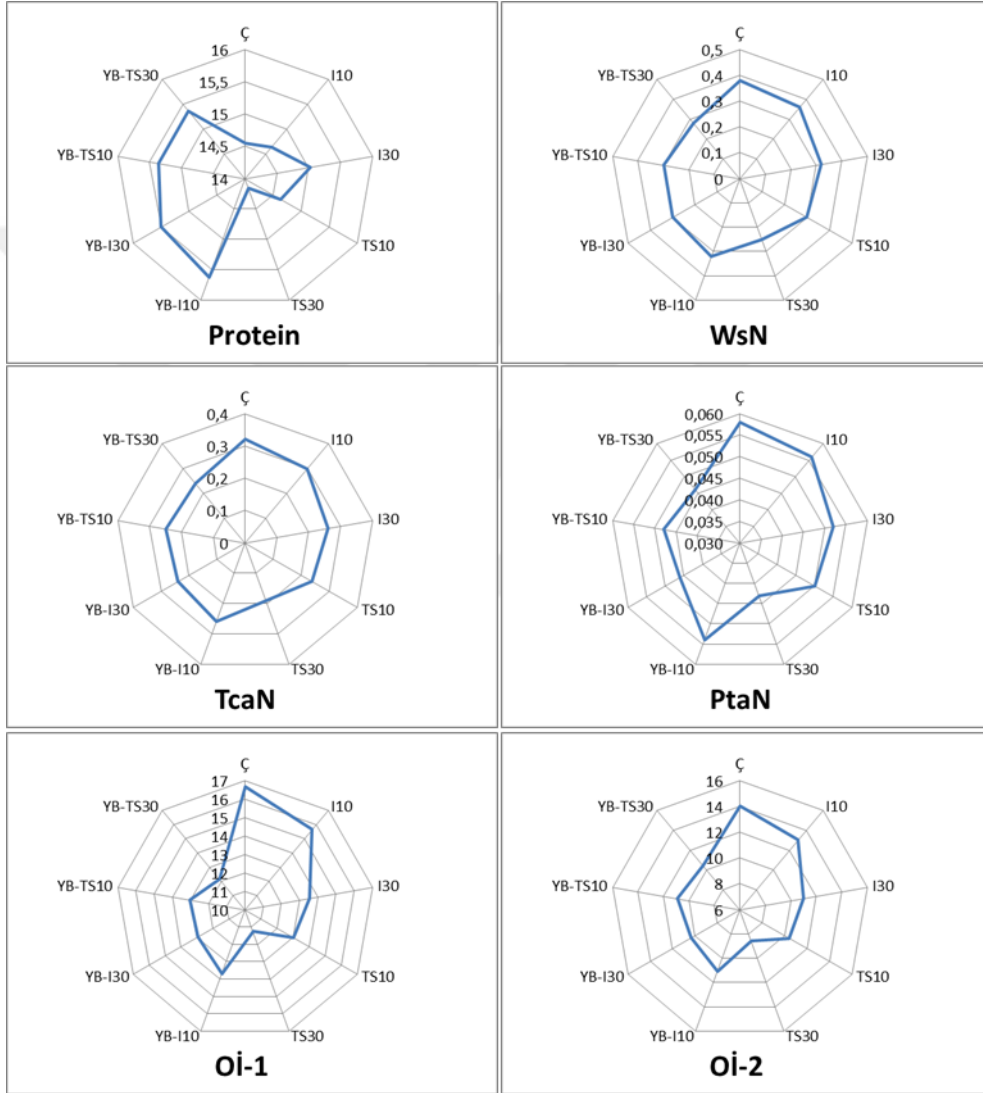 Ç
16
YB-TS30
I10
15,5
15
YB-TS10
14,5
I30
14
YB-I30
TS10
YB-I10
TS30
Protein
Ç
0,5
YB-TS30
I10
0,4
0,3
YB-TS10
0,2
I30
0,1
0
YB-I30
TS10
YB-I10
TS30
WsN
Ç
0,4
YB-TS30
I10
0,3
0,2
YB-TS10
I30
0,1
0
YB-I30
TS10
YB-I10
TS30
TcaN
Ç
0,060
YB-TS30
I10
0,055
0,050
0,045
YB-TS10
I30
0,040
0,035
0,030
YB-I30
TS10
YB-I10
TS30
PtaN
Ç
17
YB-TS30
I10
16
15
14
13
YB-TS10
I30
12
11
10
YB-I30
TS10
YB-I10
TS30
Oİ-1
Ç
16
YB-TS30
I10
14
12
YB-TS10
10
I30
8
6
YB-I30
TS10
YB-I10
TS30
Oİ-2